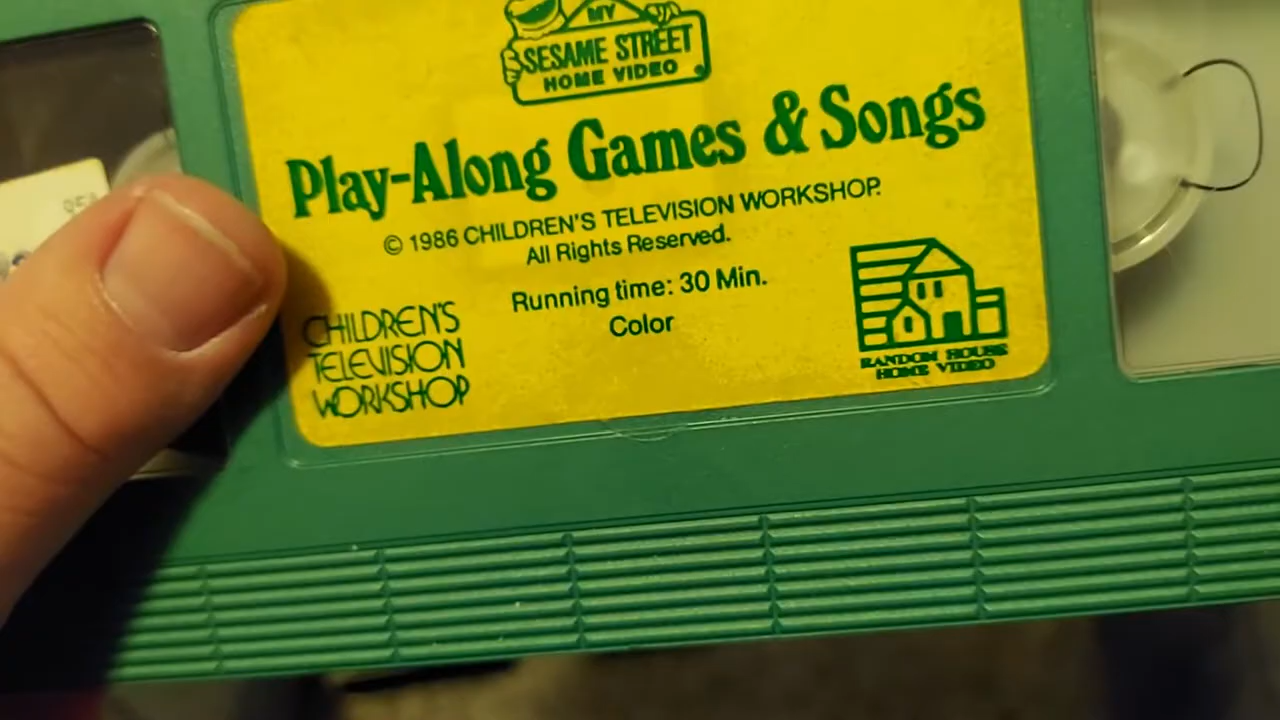 MY
SESAME STREET
HOME VIDEO
Play-Along Games & Songs
© 1986 CHILDREN'S TELEVISION WORKSHOP.
All Rights Reserved.
Running time: 30 Min.
Color
CHILDREN'S
TELEVISION
WORKSHOP
RANDOM HOUSE
HOME VIDEO